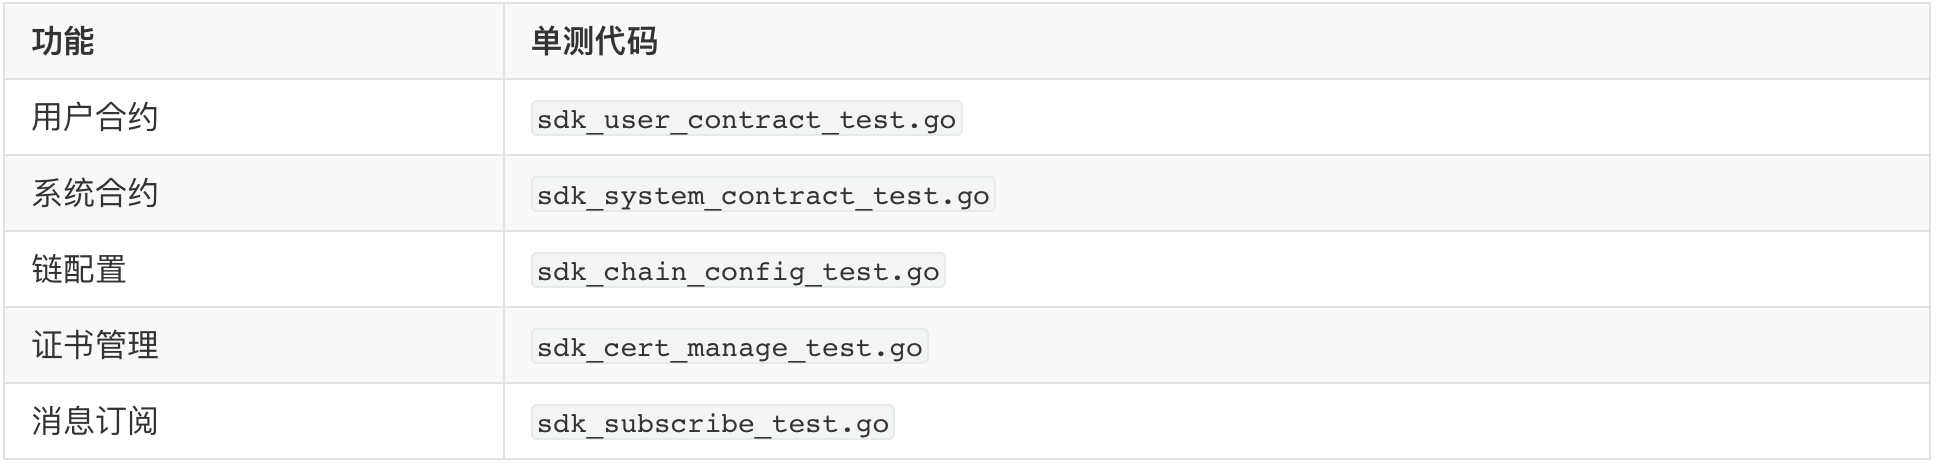 功能 单测代码
用户合约 sdk_user_contract_test.go
系统合约 sdk_system_contract_test.go
链配置 sdk_chain_config_test.go
证书管理 sdk_cert_manage_test.go
消息订阅 sdk_subscribe_test.go